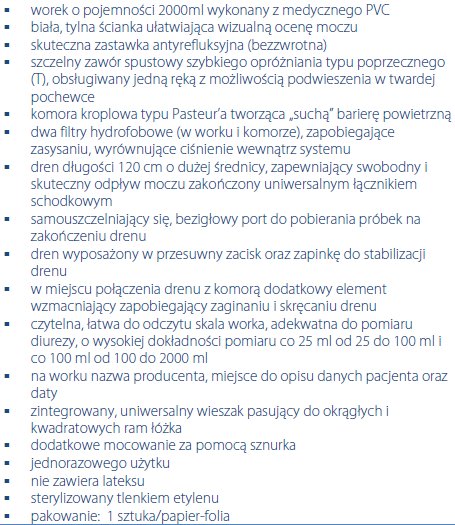 ▪ worek o pojemności 2000ml wykonany z medycznego PVC
▪ biała, tylna ścianka ułatwiająca wizualną ocenę moczu
▪ skuteczna zastawka antyrefluksyjna (bezzwrotna)
▪ szczelny zawór spustowy szybkiego opróżniania typu poprzecznego
(T), obsługiwany jedną ręką z możliwością podwieszenia w twardej
pochewce
▪ komora kroplowa typu Pasteur’a tworząca „suchą” barierę powietrzną
▪ dwa filtry hydrofobowe (w worku i komorze), zapobiegające
zasysaniu, wyrównujące ciśnienie wewnątrz systemu
▪ dren długości 120 cm o dużej średnicy, zapewniający swobodny i
skuteczny odpływ moczu zakończony uniwersalnym łącznikiem
schodkowym
▪ samouszczelniający się, bezigłowy port do pobierania próbek na
zakończeniu drenu
▪ dren wyposażony w przesuwny zacisk oraz zapinkę do stabilizacji
drenu
▪ w miejscu połączenia drenu z komorą dodatkowy element
wzmacniający zapobiegający zaginaniu i skręcaniu drenu
▪ czytelna, łatwa do odczytu skala worka, adekwatna do pomiaru
diurezy, o wysokiej dokładności pomiaru co 25 ml od 25 do 100 ml i
co 100 ml od 100 do 2000 ml
▪ na worku nazwa producenta, miejsce do opisu danych pacjenta oraz
daty
▪ zintegrowany, uniwersalny wieszak pasujący do okrągłych i
kwadratowych ram łóżka
▪ dodatkowe mocowanie za pomocą sznurka
▪ jednorazowego użytku
▪ nie zawiera lateksu
▪ sterylizowany tlenkiem etylenu
▪ pakowanie: 1 sztuka/papier-folia